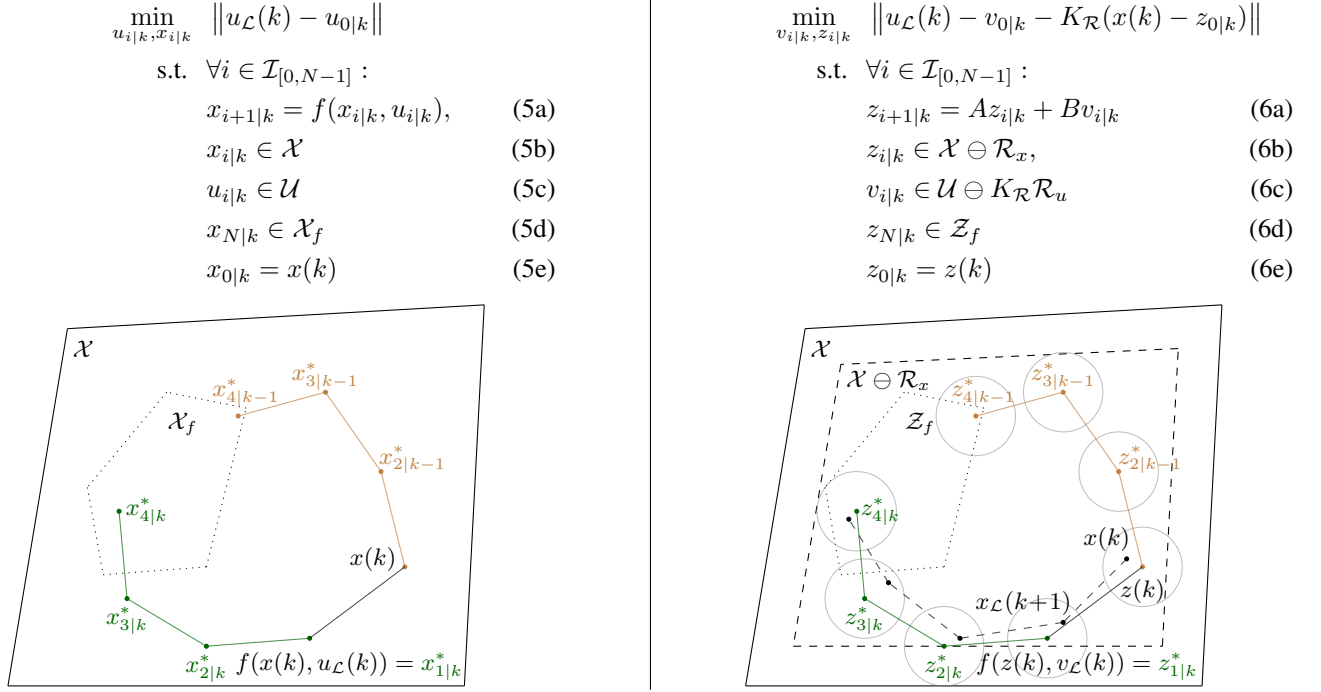 min_{u_{i|k}, x_{i|k}} ‖u_ℒ(k) − u_{0|k}‖
s.t. ∀i ∈ ℐ_{[0,N−1]} :
x_{i+1|k} = f(x_{i|k}, u_{i|k}), (5a)
x_{i|k} ∈ 𝒳 (5b)
u_{i|k} ∈ 𝒰 (5c)
x_{N|k} ∈ 𝒳_f (5d)
x_{0|k} = x(k) (5e)
𝒳
x*_{3|k−1}
x*_{4|k−1}
𝒳_f
x*_{2|k−1}
x*_{4|k}
x(k)
x*_{3|k}
x*_{2|k} f(x(k), u_ℒ(k)) = x*_{1|k}
min_{v_{i|k}, z_{i|k}} ‖u_ℒ(k) − v_{0|k} − K_ℛ(x(k) − z_{0|k})‖
s.t. ∀i ∈ ℐ_{[0,N−1]} :
z_{i+1|k} = Az_{i|k} + Bv_{i|k} (6a)
z_{i|k} ∈ 𝒳 ⊖ ℛ_x, (6b)
v_{i|k} ∈ 𝒰 ⊖ K_ℛℛ_u (6c)
z_{N|k} ∈ 𝒵_f (6d)
z_{0|k} = z(k) (6e)
𝒳
𝒳 ⊖ ℛ_x
z*_{3|k−1}
z*_{4|k−1}
𝒵_f
z*_{2|k−1}
z*_{4|k}
x(k)
z(k)
x_ℒ(k+1)
z*_{3|k}
z*_{2|k} f(z(k), v_ℒ(k)) = z*_{1|k}